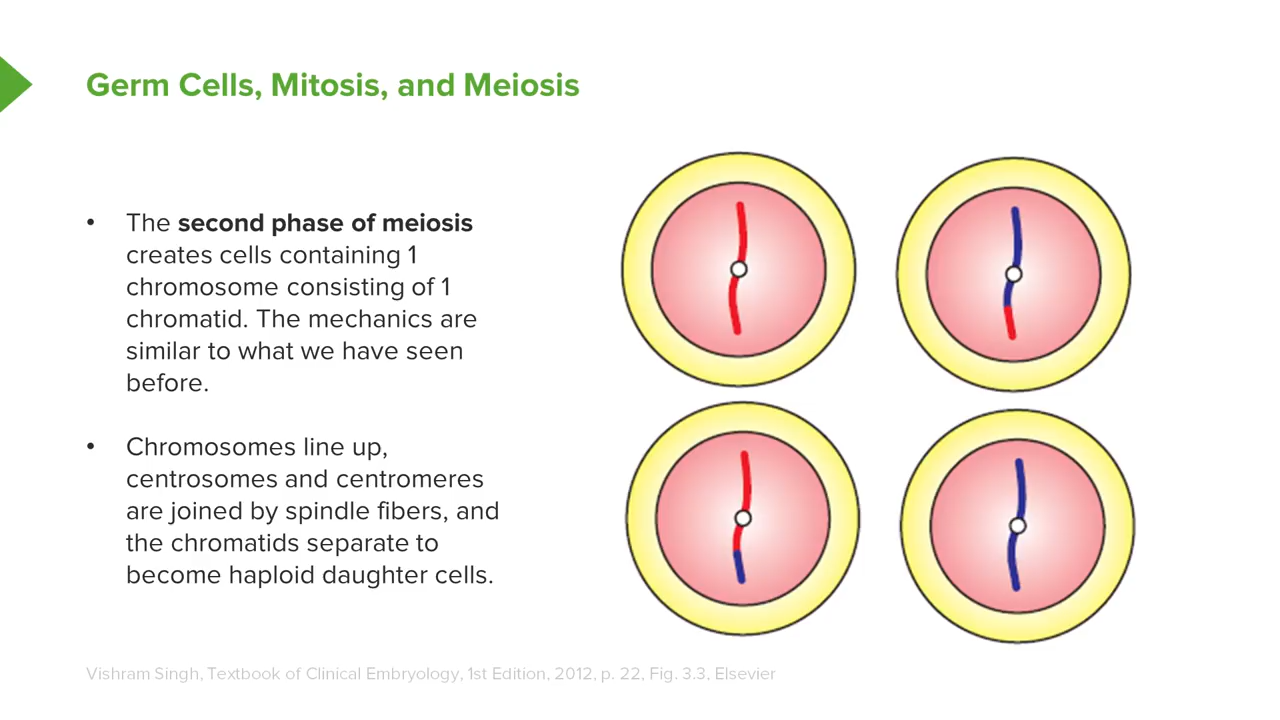 Germ Cells, Mitosis, and Meiosis
• The second phase of meiosis
creates cells containing 1
chromosome consisting of 1
chromatid. The mechanics are
similar to what we have seen
before.
• Chromosomes line up,
centrosomes and centromeres
are joined by spindle fibers, and
the chromatids separate to
become haploid daughter cells.
Vishram Singh, Textbook of Clinical Embryology, 1st Edition, 2012, p. 22, Fig. 3.3. Elsevier